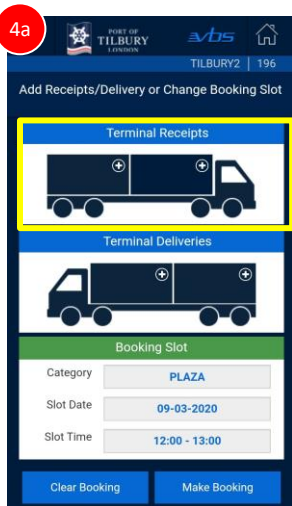 4a
PORT OF
TILBURY
LONDON
vbs
TILBURY2 | 196
Add Receipts/Delivery or Change Booking Slot
Terminal Receipts
Terminal Deliveries
Booking Slot
Category PLAZA
Slot Date 09-03-2020
Slot Time 12:00 - 13:00
Clear Booking Make Booking